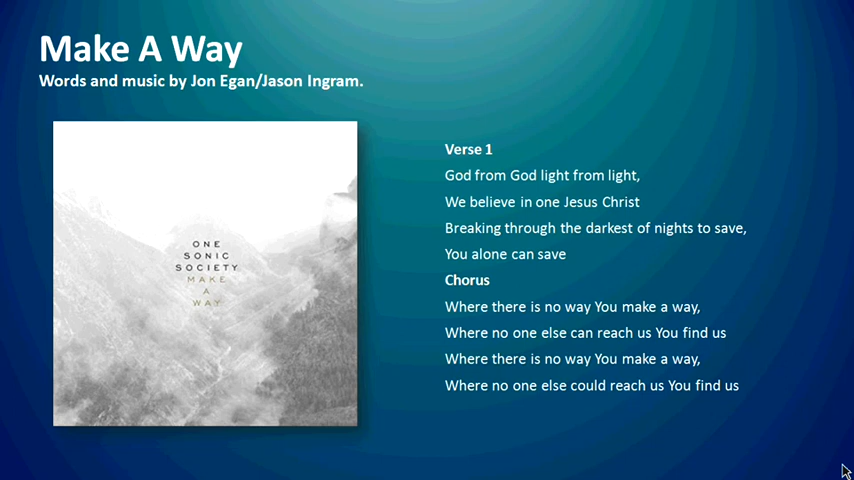 Make A Way
Words and music by Jon Egan/Jason Ingram.
ONE
SONIC
SOCIETY
MAKE
A
WAY
Verse 1
God from God light from light,
We believe in one Jesus Christ
Breaking through the darkest of nights to save,
You alone can save
Chorus
Where there is no way You make a way,
Where no one else can reach us You find us
Where there is no way You make a way,
Where no one else could reach us You find us